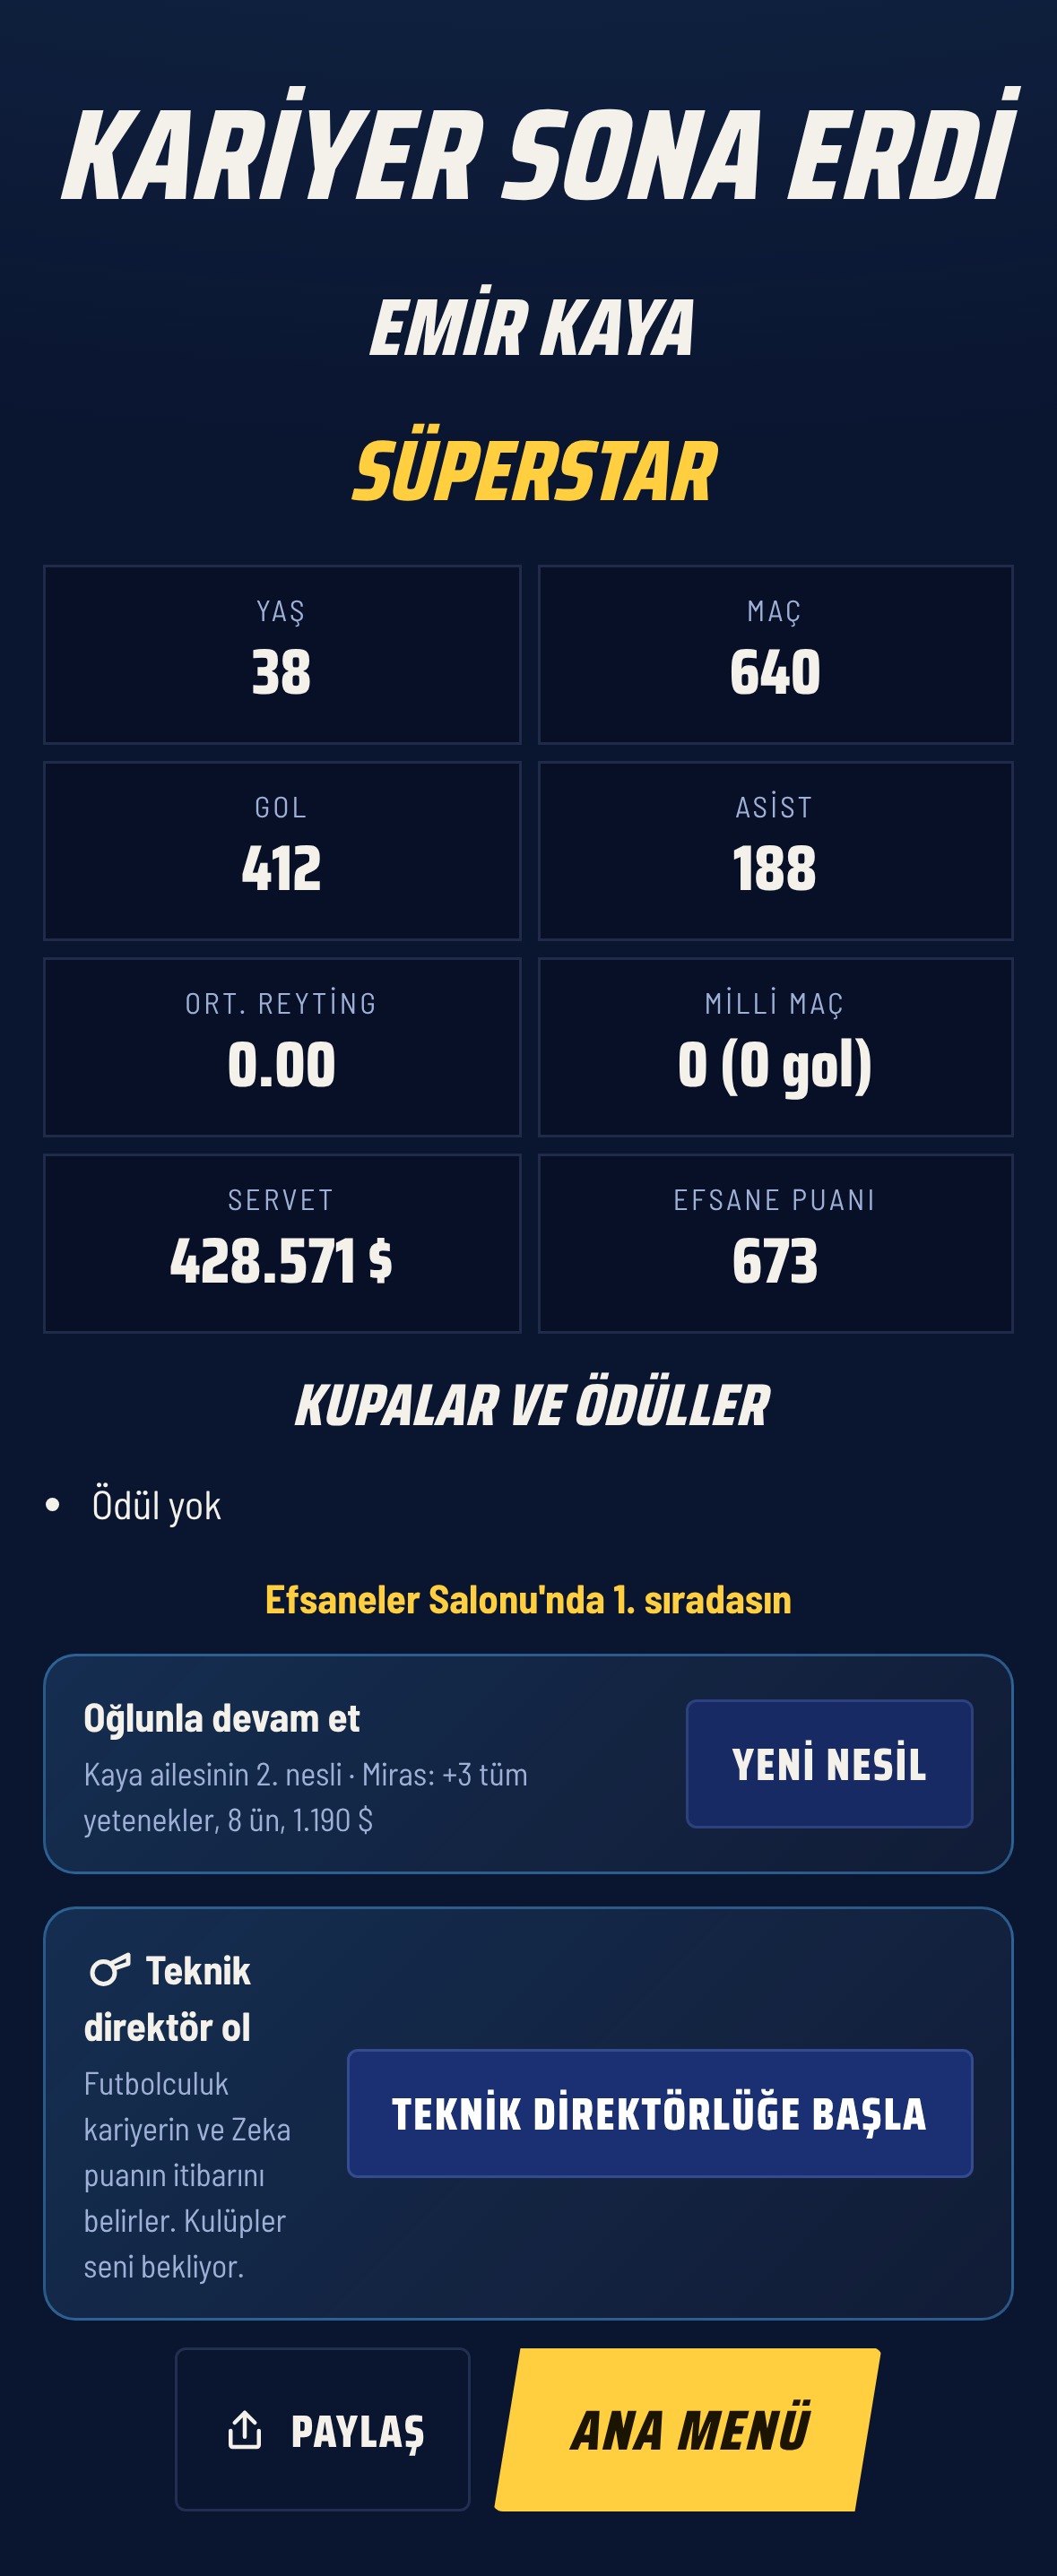 KARİYER SONA ERDİ
EMİR KAYA
SÜPERSTAR
YAŞ
38
MAÇ
640
GOL
412
ASİST
188
ORT. REYTİNG
0.00
MİLLİ MAÇ
0 (0 gol)
SERVET
428.571 $
EFSANE PUANI
673
KUPALAR VE ÖDÜLLER
• Ödül yok
Efsaneler Salonu'nda 1. sıradasın
Oğlunla devam et
Kaya ailesinin 2. nesli · Miras: +3 tüm
yetenekler, 8 ün, 1.190 $
YENİ NESİL
Teknik
direktör ol
Futbolculuk
kariyerin ve Zeka
puanın itibarını
belirler. Kulüpler
seni bekliyor.
TEKNİK DİREKTÖRLÜĞE BAŞLA
PAYLAŞ
ANA MENÜ